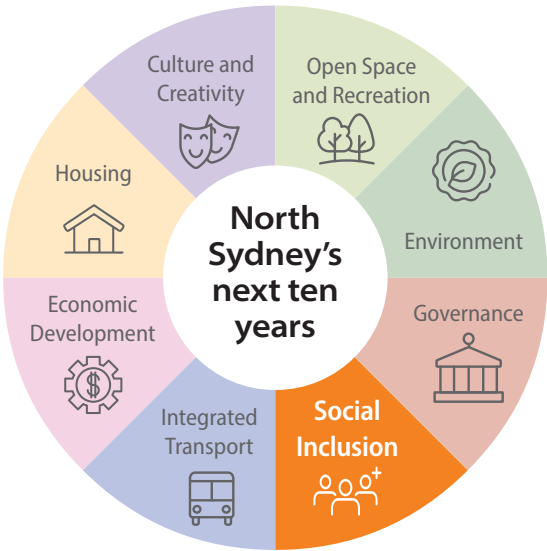 Culture and
Creativity
Open Space
and Recreation
Housing
Environment
North
Sydney’s
next ten
years
Economic
Development
Governance
Integrated
Transport
Social
Inclusion
$
+